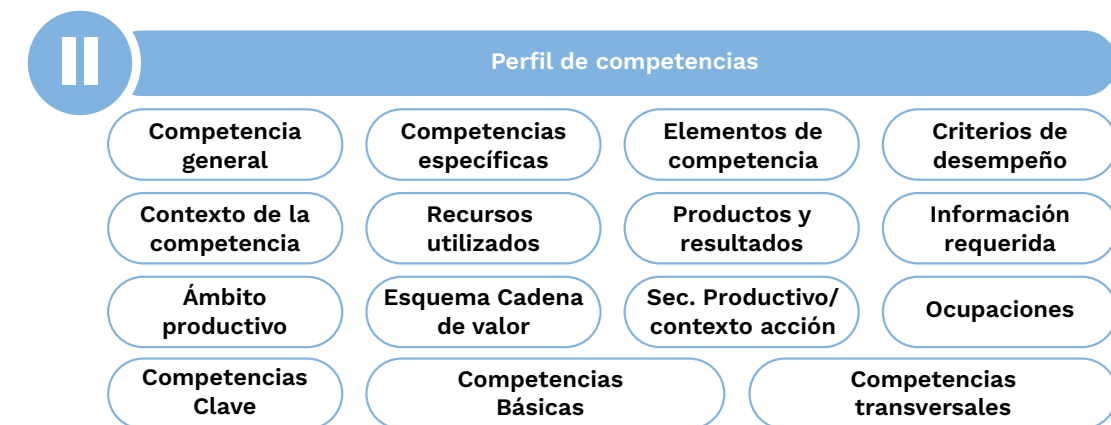 II
Perfil de competencias
Competencia
general
Competencias
específicas
Elementos de
competencia
Criterios de
desempeño
Contexto de la
competencia
Recursos
utilizados
Productos y
resultados
Información
requerida
Ámbito
productivo
Esquema Cadena
de valor
Sec. Productivo/
contexto acción
Ocupaciones
Competencias
Clave
Competencias
Básicas
Competencias
transversales